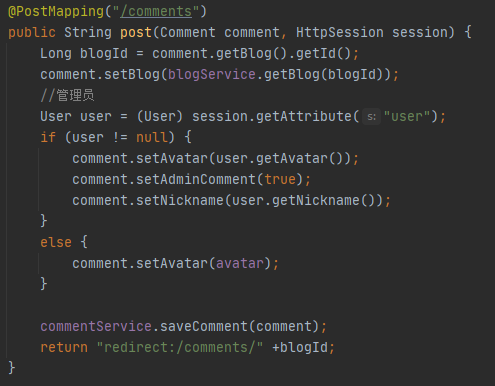 @PostMapping("/comments")
public String post(Comment comment, HttpSession session) {
    Long blogId = comment.getBlog().getId();
    comment.setBlog(blogService.getBlog(blogId));
    //管理员
    User user = (User) session.getAttribute( s: "user");
    if (user != null) {
        comment.setAvatar(user.getAvatar());
        comment.setAdminComment(true);
        comment.setNickname(user.getNickname());
    }
    else {
        comment.setAvatar(avatar);
    }

    commentService.saveComment(comment);
    return "redirect:/comments/" +blogId;
}